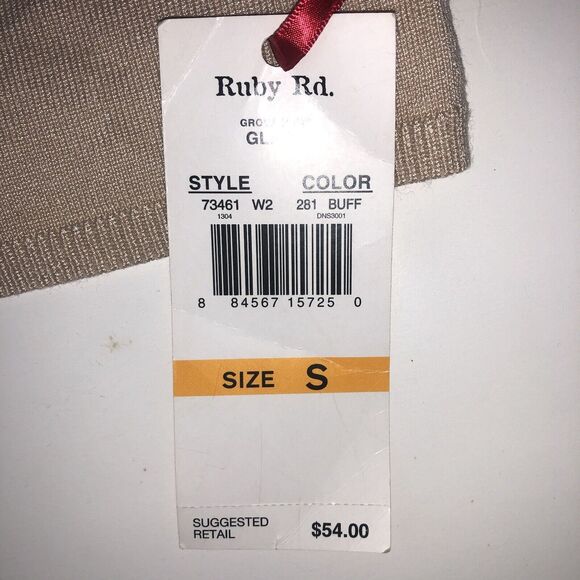 Ruby Rd.
STYLE COLOR
73461 W2 281 BUFF
1304 DNS3001
8 84567 15725 0
SIZE S
SUGGESTED
RETAIL $54.00